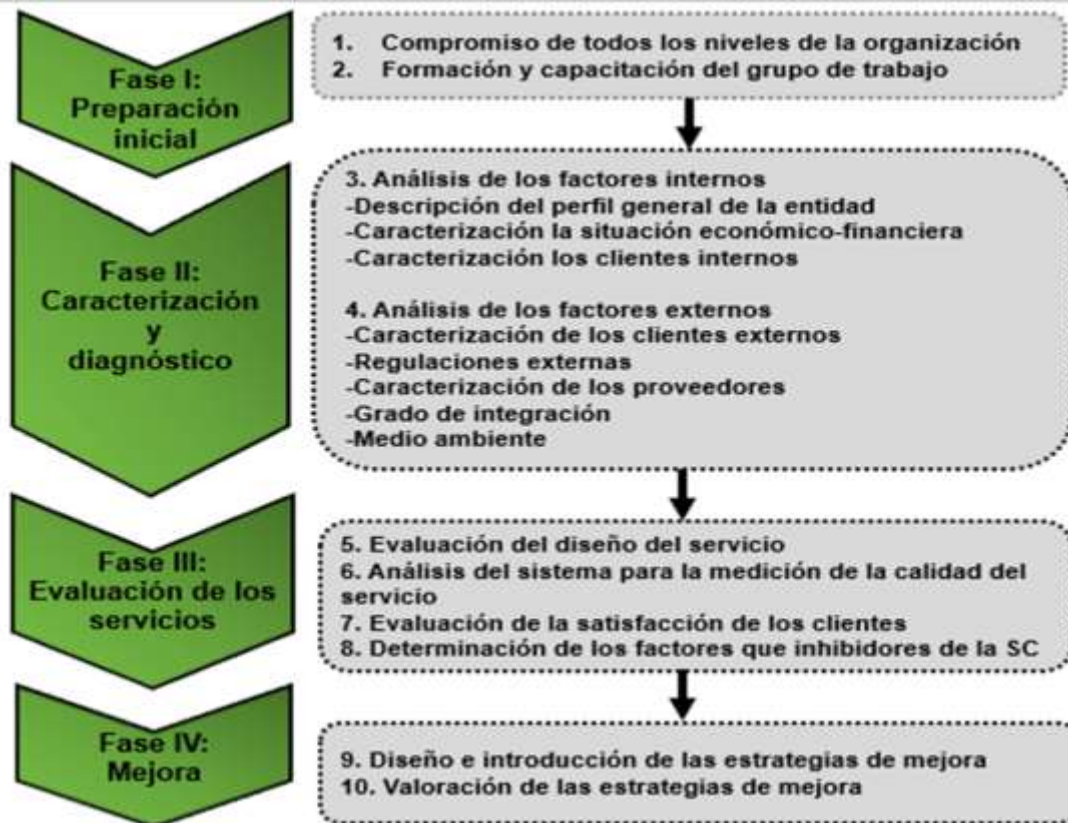 Fase I:
Preparación
inicial
1. Compromiso de todos los niveles de la organización
2. Formación y capacitación del grupo de trabajo
Fase II:
Caracterización
y
diagnóstico
3. Análisis de los factores internos
-Descripción del perfil general de la entidad
-Caracterización la situación económico-financiera
-Caracterización los clientes internos
4. Análisis de los factores externos
-Caracterización de los clientes externos
-Regulaciones externas
-Caracterización de los proveedores
-Grado de integración
-Medio ambiente
Fase III:
Evaluación de los
servicios
5. Evaluación del diseño del servicio
6. Análisis del sistema para la medición de la calidad del
servicio
7. Evaluación de la satisfacción de los clientes
8. Determinación de los factores que inhibidores de la SC
Fase IV:
Mejora
9. Diseño e introducción de las estrategias de mejora
10. Valoración de las estrategias de mejora